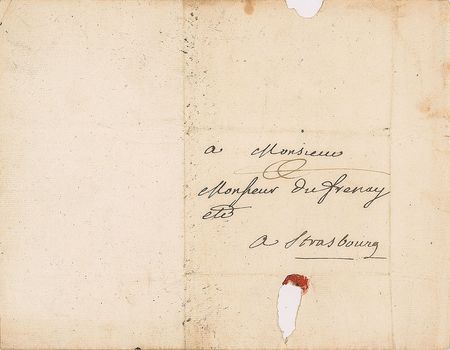 a Monsieur
Monsieur du frenay
etc
a Strasbourg